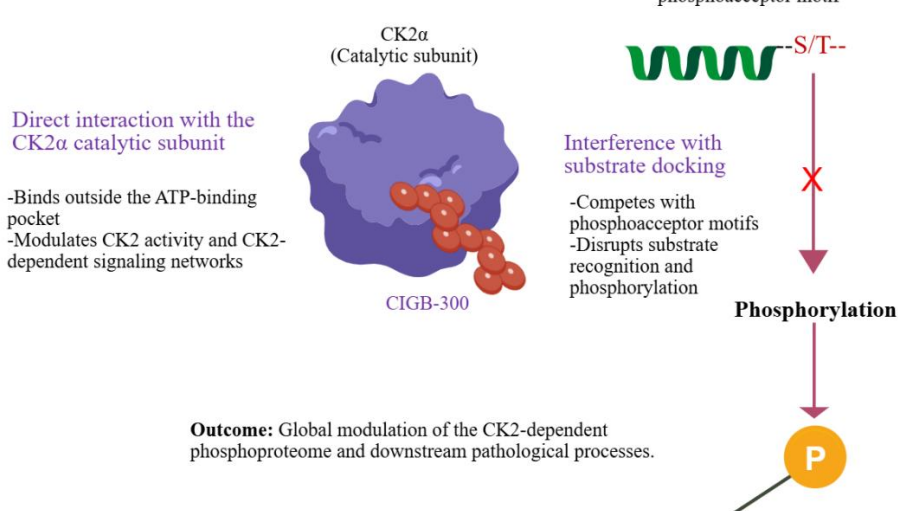 phosphoacceptor motif
CK2α
(Catalytic subunit)
--S/T--
Direct interaction with the
CK2α catalytic subunit
-Binds outside the ATP-binding
pocket
-Modulates CK2 activity and CK2-
dependent signaling networks
CIGB-300
Interference with
substrate docking
-Competes with
phosphoacceptor motifs
-Disrupts substrate
recognition and
phosphorylation
X
Phosphorylation
Outcome: Global modulation of the CK2-dependent
phosphoproteome and downstream pathological processes.
P